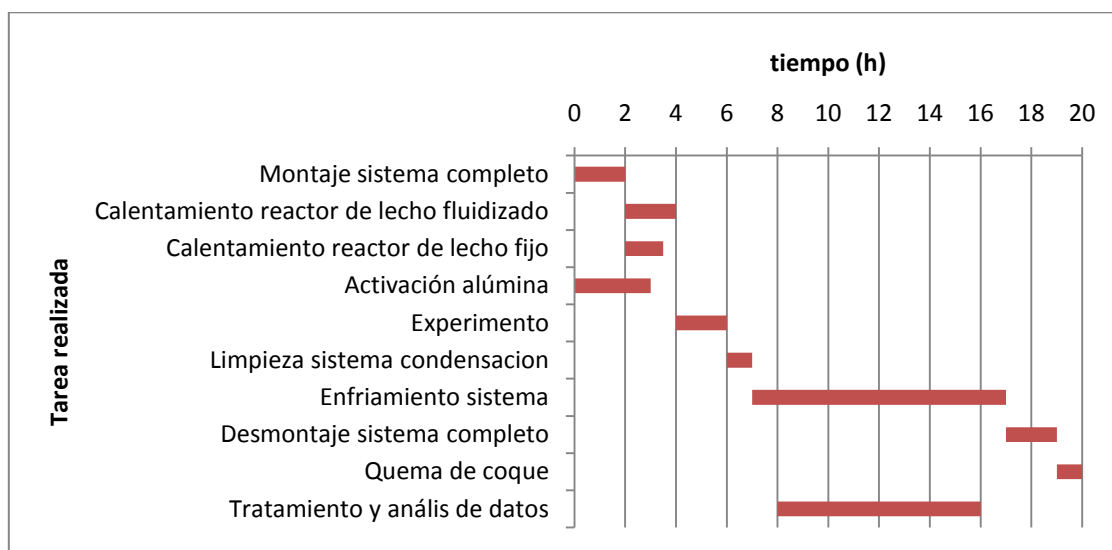 tiempo (h)
0 2 4 6 8 10 12 14 16 18 20
Tarea realizada
Montaje sistema completo
Calentamiento reactor de lecho fluidizado
Calentamiento reactor de lecho fijo
Activación alúmina
Experimento
Limpieza sistema condensacion
Enfriamiento sistema
Desmontaje sistema completo
Quema de coque
Tratamiento y anális de datos